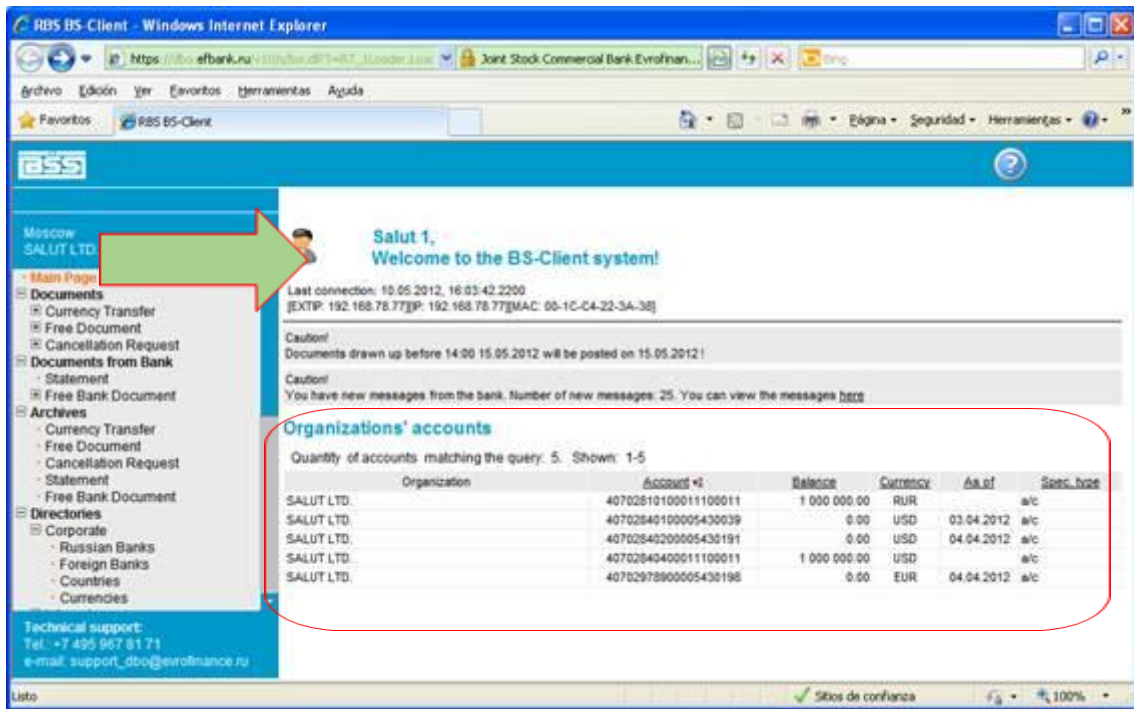 RBS BS-Client - Windows Internet Explorer
https efbank.ru Joint Stock Commercial Bank Evrofinan... Bing
Archivo Edición Ver Favoritos Herramientas Ayuda
Favoritos RBS BS-Client Página Seguridad Herramientas
BSS
Moscow
SALUT LTD.
Salut 1,
Welcome to the BS-Client system!
Last connection: 10.05.2012, 16:03:42.2200
[EXTIP: 192.168.78.77][IP: 192.168.78.77][MAC: 00-1C-C4-22-3A-38]
Caution!
Documents drawn up before 14:00 15.05.2012 will be posted on 15.05.2012!
Caution!
You have new messages from the bank. Number of new messages: 25. You can view the messages here
Main Page
Documents
Currency Transfer
Free Document
Cancellation Request
Documents from Bank
Statement
Free Bank Document
Archives
Currency Transfer
Free Document
Cancellation Request
Statement
Free Bank Document
Directories
Corporate
Russian Banks
Foreign Banks
Countries
Currencies
Organizations' accounts
Quantity of accounts matching the query: 5. Shown: 1-5
Organization Account Balance Currency As of Spec. type
SALUT LTD. 40702810100011100011 1 000 000.00 RUR a/c
SALUT LTD. 40702840100005430039 0.00 USD 03.04.2012 a/c
SALUT LTD. 40702840200005430191 0.00 USD 04.04.2012 a/c
SALUT LTD. 40702840400011100011 1 000 000.00 USD a/c
SALUT LTD. 40702978900005430198 0.00 EUR 04.04.2012 a/c
Technical support:
Tel.: +7 495 967 81 71
e-mail: support_dbo@evrofinance.ru
Listo Sitios de confianza 100%